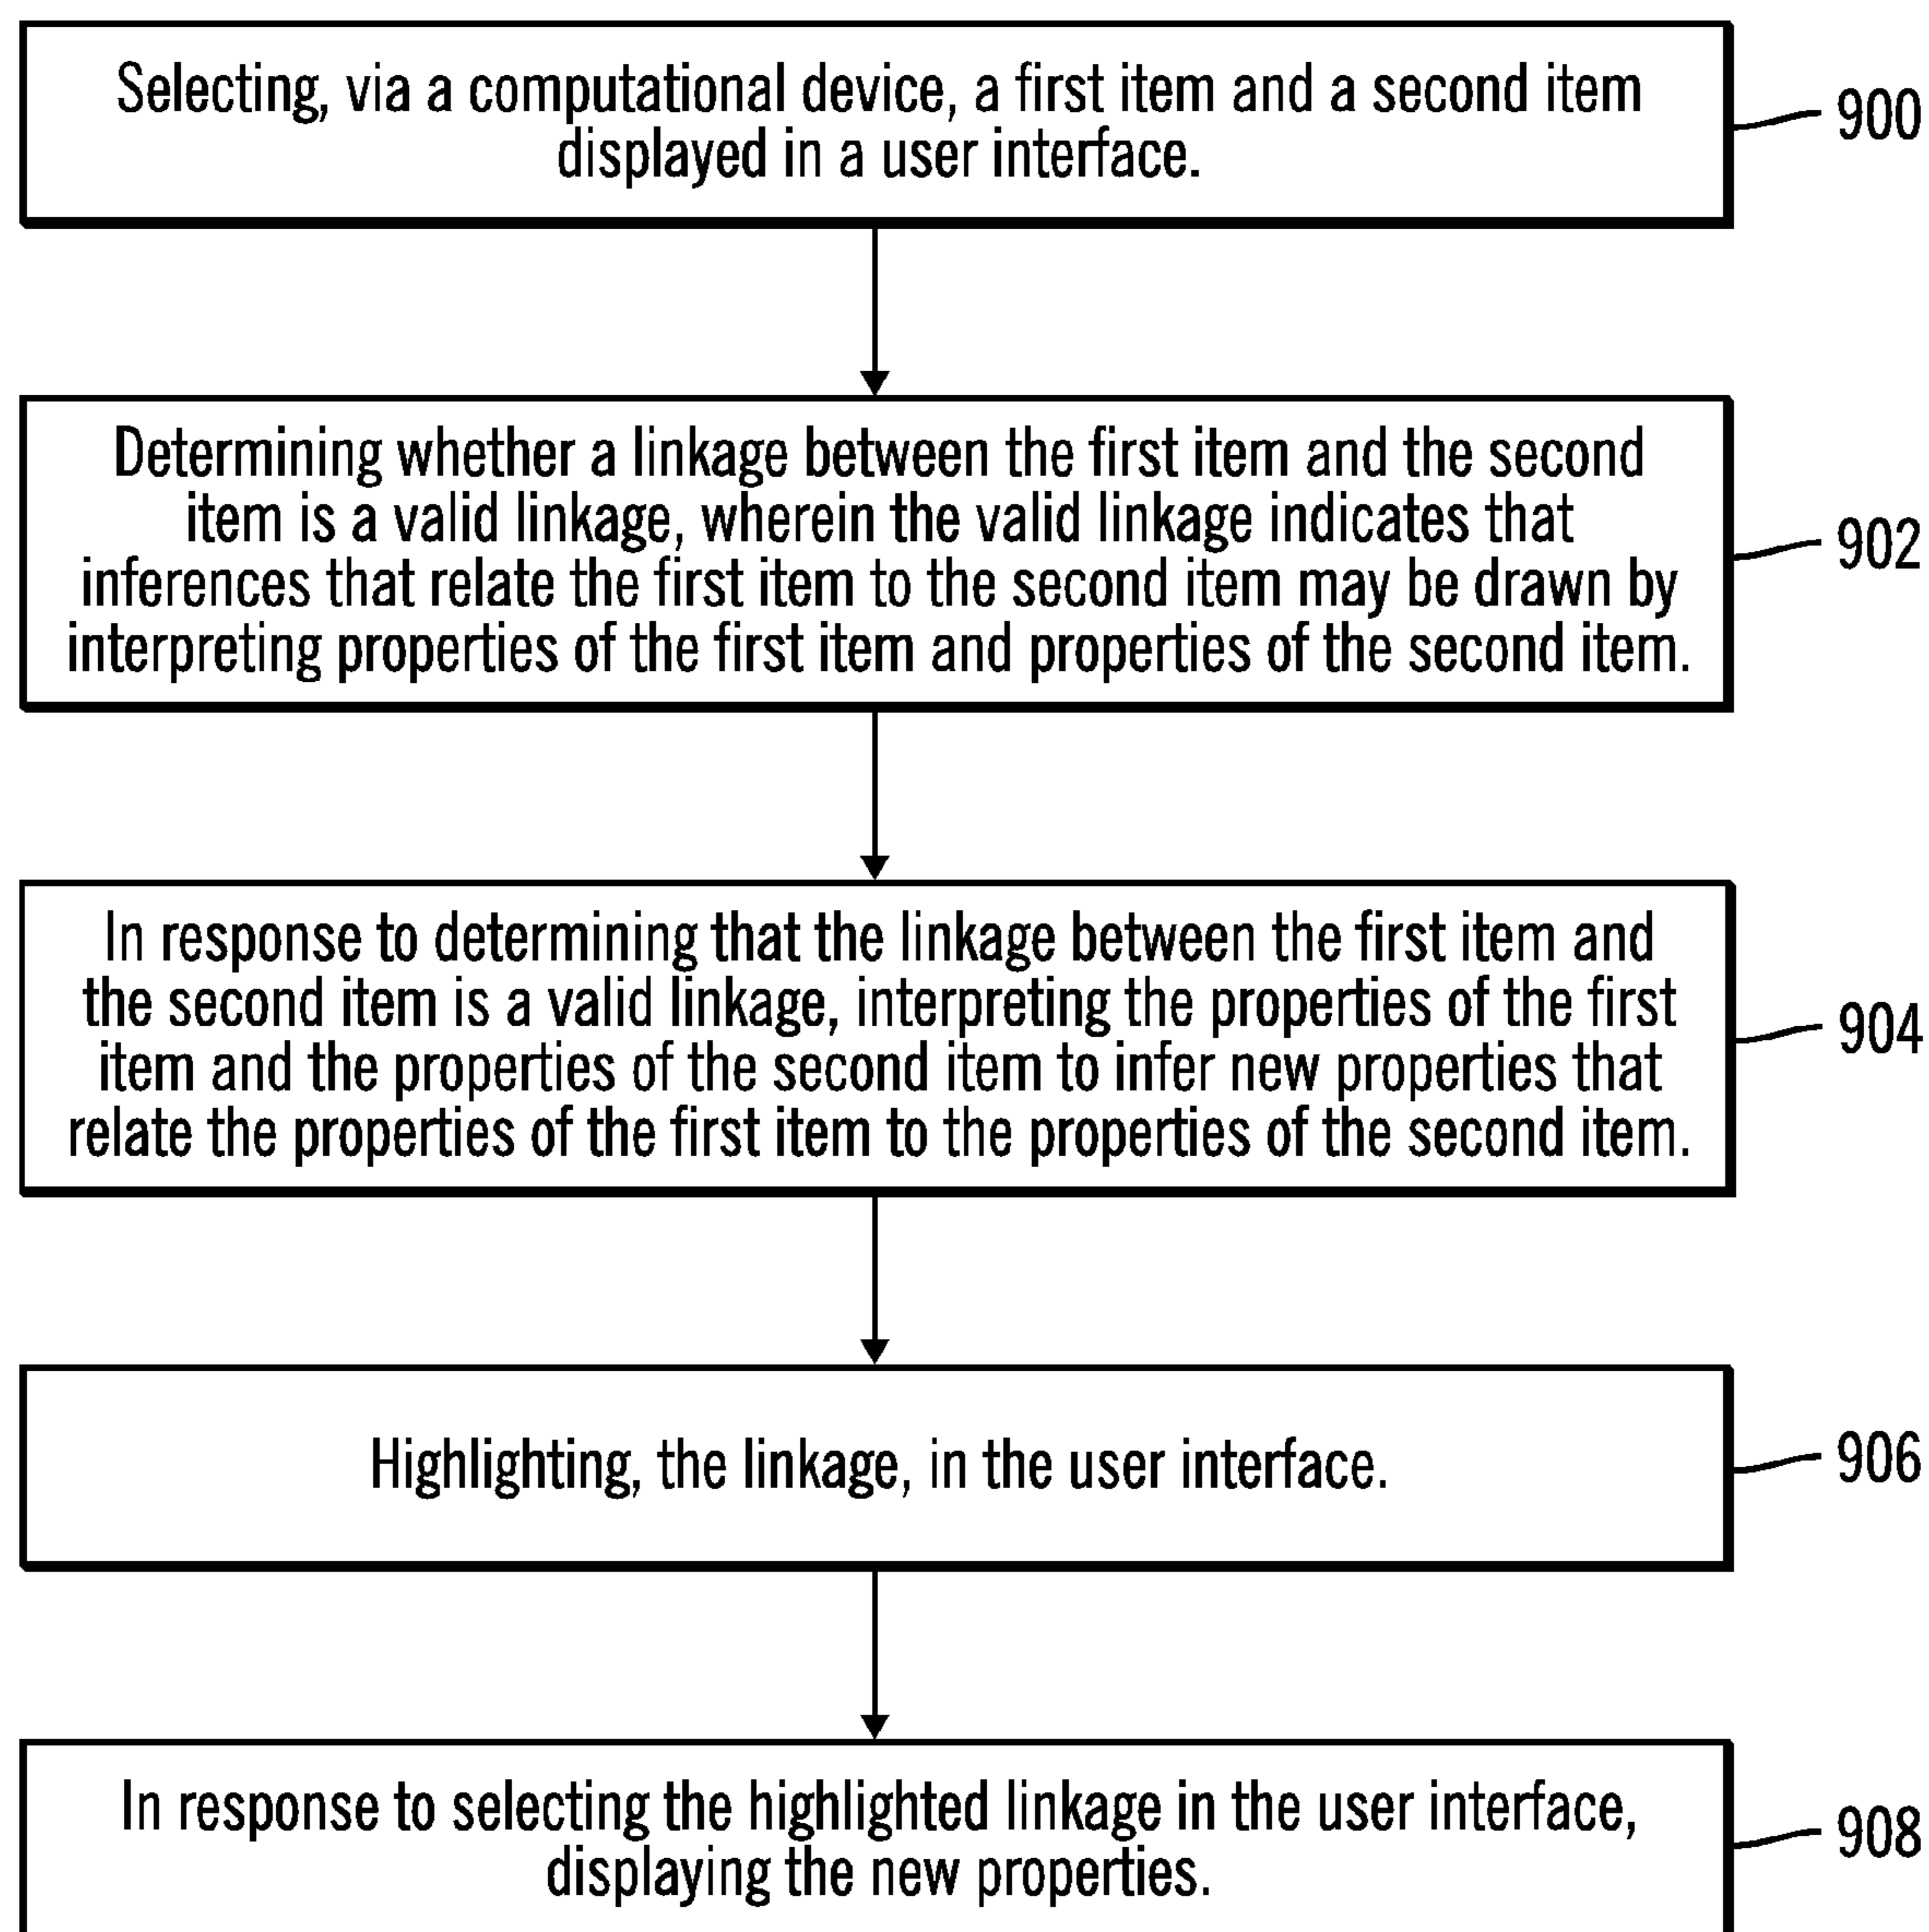 Selecting, via a computational device, a first item and a second item
displayed in a user interface.
900
Determining whether a linkage between the first item and the second
item is a valid linkage, wherein the valid linkage indicates that
inferences that relate the first item to the second item may be drawn by
interpreting properties of the first item and properties of the second item.
902
In response to determining that the linkage between the first item and
the second item is a valid linkage, interpreting the properties of the first
item and the properties of the second item to infer new properties that
relate the properties of the first item to the properties of the second item.
904
Highlighting, the linkage, in the user interface.
906
In response to selecting the highlighted linkage in the user interface,
displaying the new properties.
908